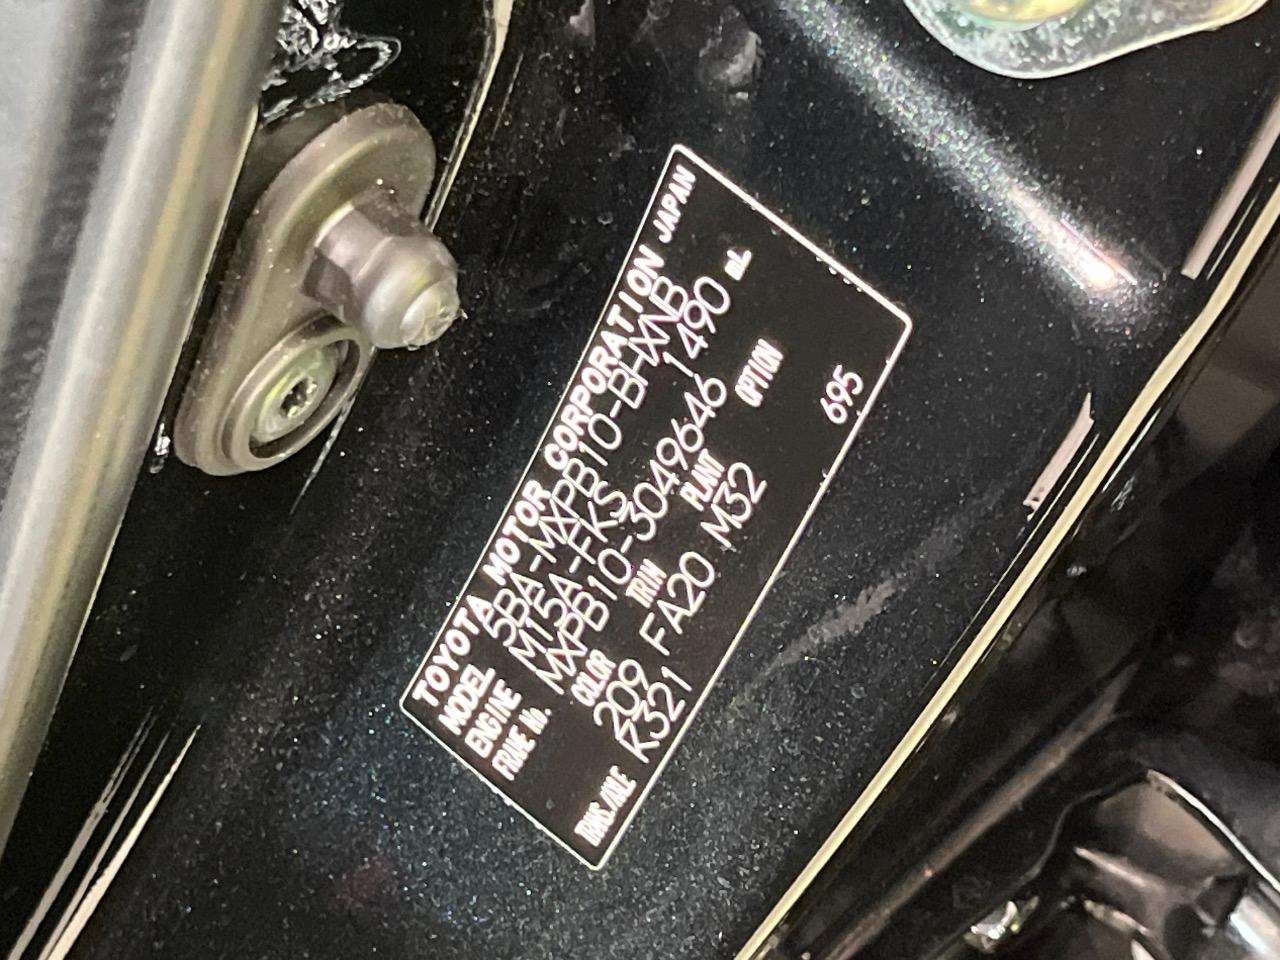 TOYOTA MOTOR CORPORATION JAPAN
MODEL 5BA-MXPB10-BHXNB
ENGINE M15A-FKS 1490 mL
FRAME No. MXPB10-3049646
COLOR TRIM PLANT OPTION
209 FA20 M32
TRANS./AXLE K321 695